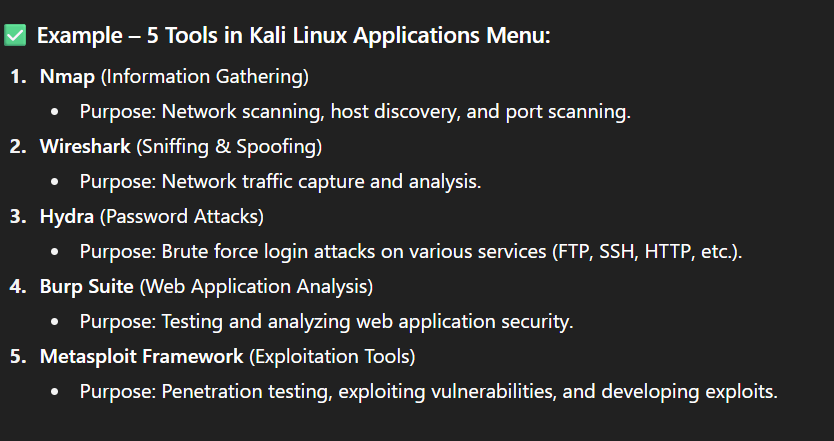 ✅ Example – 5 Tools in Kali Linux Applications Menu:
1. Nmap (Information Gathering)
• Purpose: Network scanning, host discovery, and port scanning.
2. Wireshark (Sniffing & Spoofing)
• Purpose: Network traffic capture and analysis.
3. Hydra (Password Attacks)
• Purpose: Brute force login attacks on various services (FTP, SSH, HTTP, etc.).
4. Burp Suite (Web Application Analysis)
• Purpose: Testing and analyzing web application security.
5. Metasploit Framework (Exploitation Tools)
• Purpose: Penetration testing, exploiting vulnerabilities, and developing exploits.